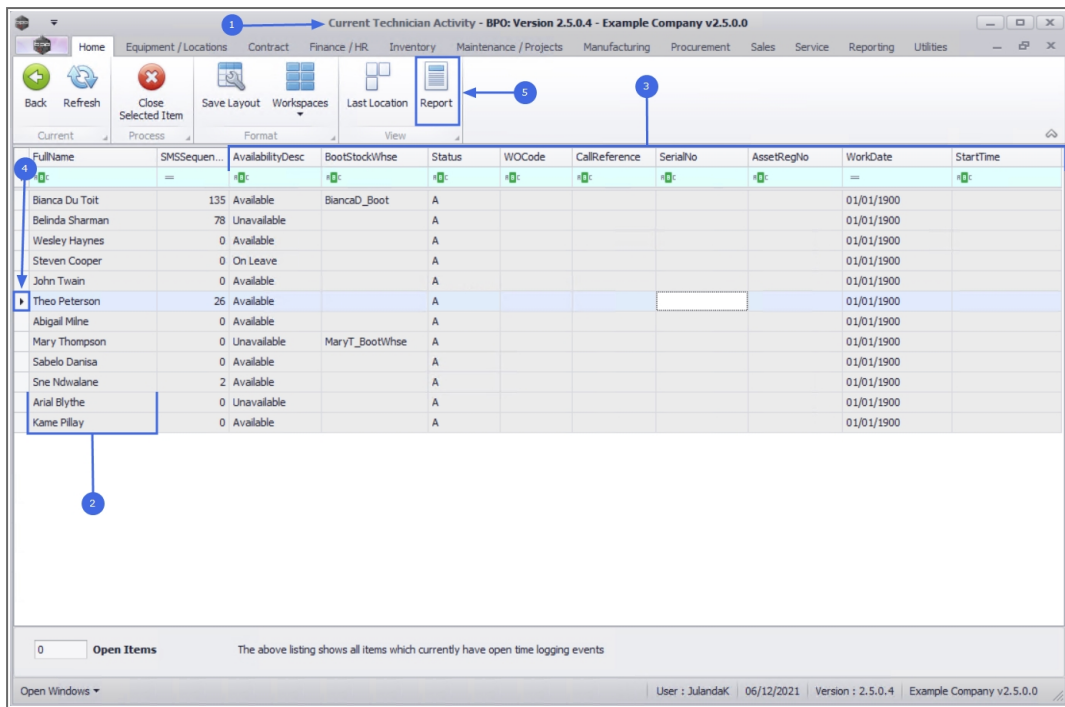 1
Current Technician Activity - BPO: Version 2.5.0.4 - Example Company v2.5.0.0
Home Equipment / Locations Contract Finance / HR Inventory Maintenance / Projects Manufacturing Procurement Sales Service Reporting Utilities
Back Refresh Close Selected Item Save Layout Workspaces Last Location Report
5
3
Current Process Format View
FullName SMSSequen... AvailabilityDesc BootStockWhse Status WOCode CallReference SerialNo AssetRegNo WorkDate StartTime
4
Bianca Du Toit 135 Available BiancaD_Boot A 01/01/1900
Belinda Sharman 78 Unavailable A 01/01/1900
Wesley Haynes 0 Available A 01/01/1900
Steven Cooper 0 On Leave A 01/01/1900
John Twain 0 Available A 01/01/1900
Theo Peterson 26 Available A 01/01/1900
Abigail Milne 0 Available A 01/01/1900
Mary Thompson 0 Unavailable MaryT_BootWhse A 01/01/1900
Sabelo Danisa 0 Available A 01/01/1900
Sne Ndwalane 2 Available A 01/01/1900
Arial Blythe 0 Unavailable A 01/01/1900
Kame Pillay 0 Available A 01/01/1900
2
0 Open Items The above listing shows all items which currently have open time logging events
Open Windows User : JulandaK 06/12/2021 Version : 2.5.0.4 Example Company v2.5.0.0